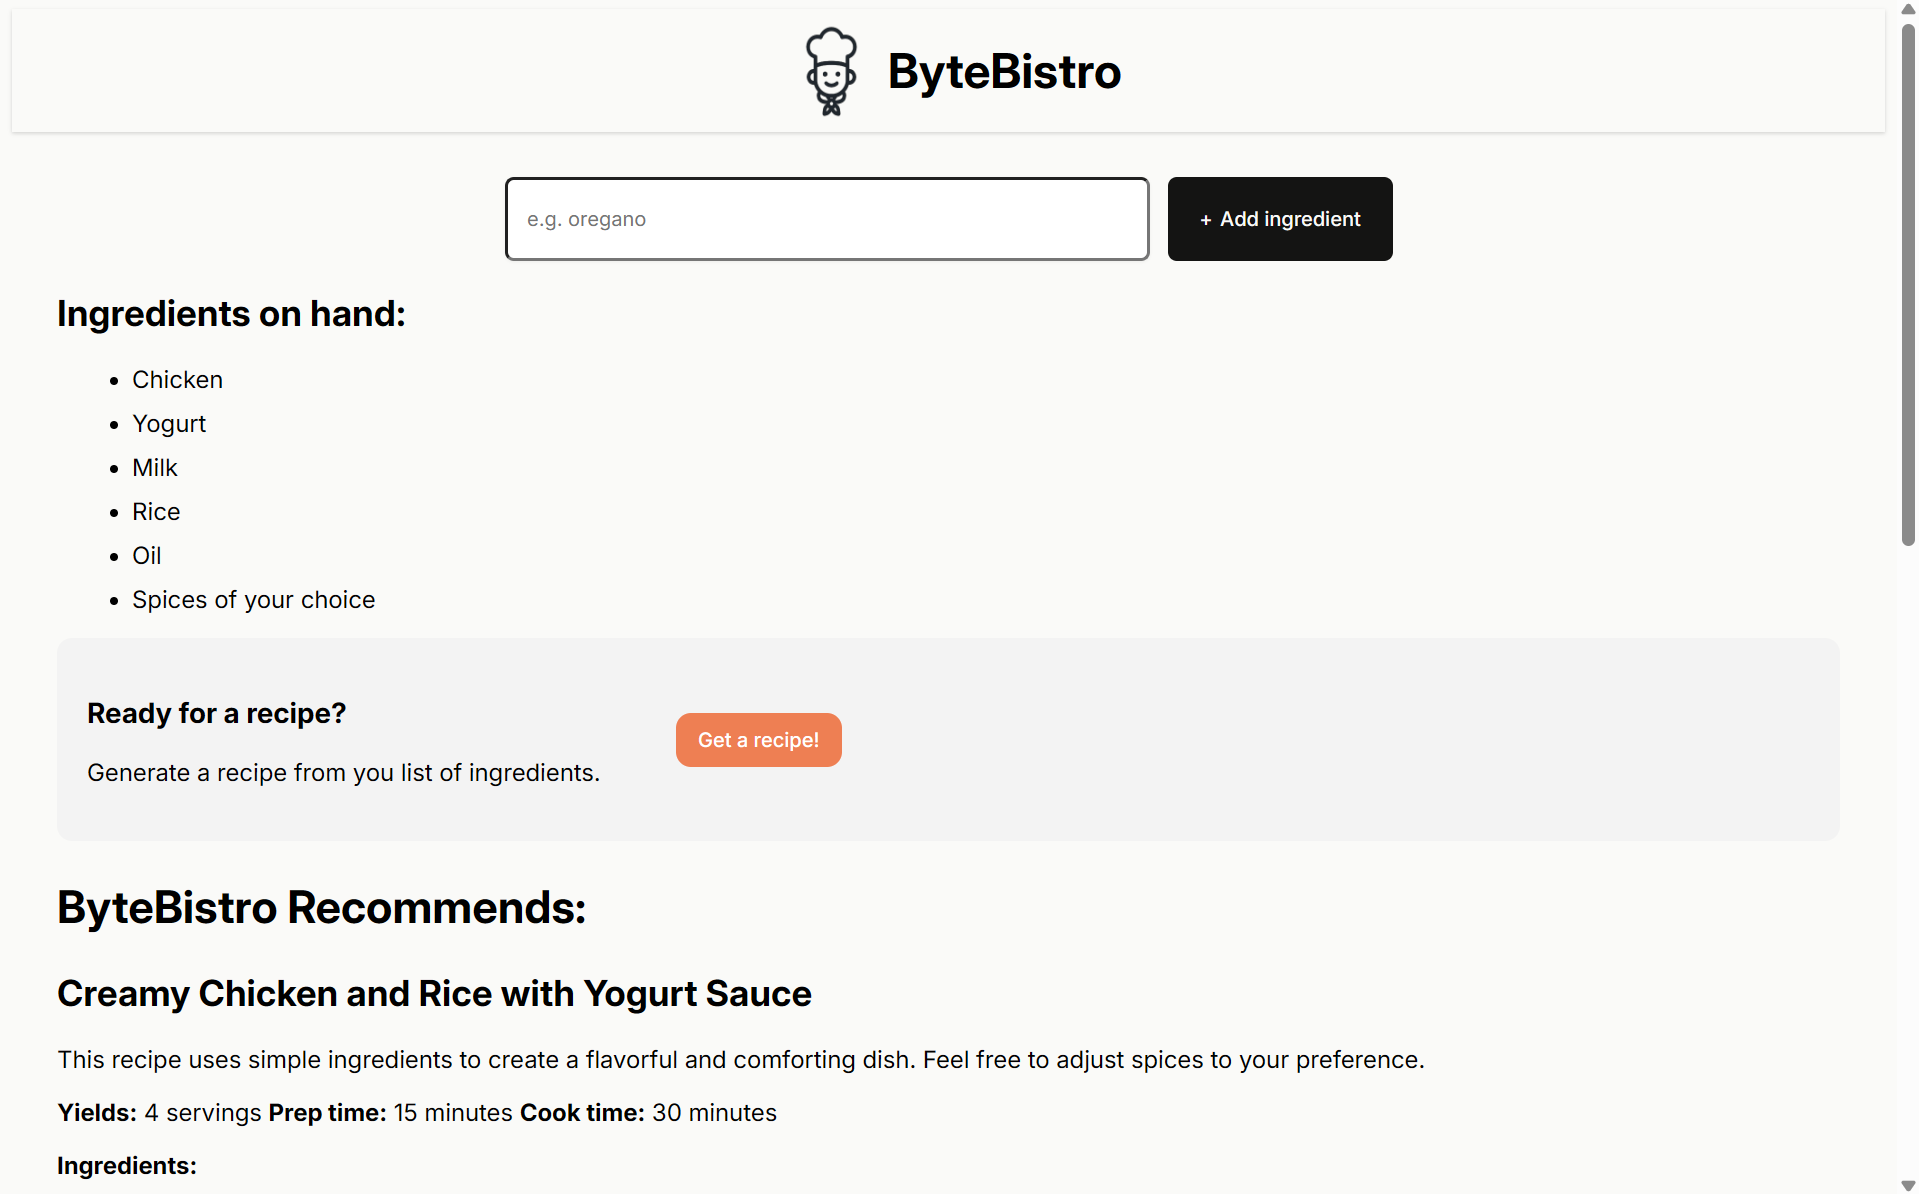 ByteBistro
e.g. oregano
+ Add ingredient
Ingredients on hand:
• Chicken
• Yogurt
• Milk
• Rice
• Oil
• Spices of your choice
Ready for a recipe?
Get a recipe!
Generate a recipe from you list of ingredients.
ByteBistro Recommends:
Creamy Chicken and Rice with Yogurt Sauce
This recipe uses simple ingredients to create a flavorful and comforting dish. Feel free to adjust spices to your preference.
Yields: 4 servings Prep time: 15 minutes Cook time: 30 minutes
Ingredients: